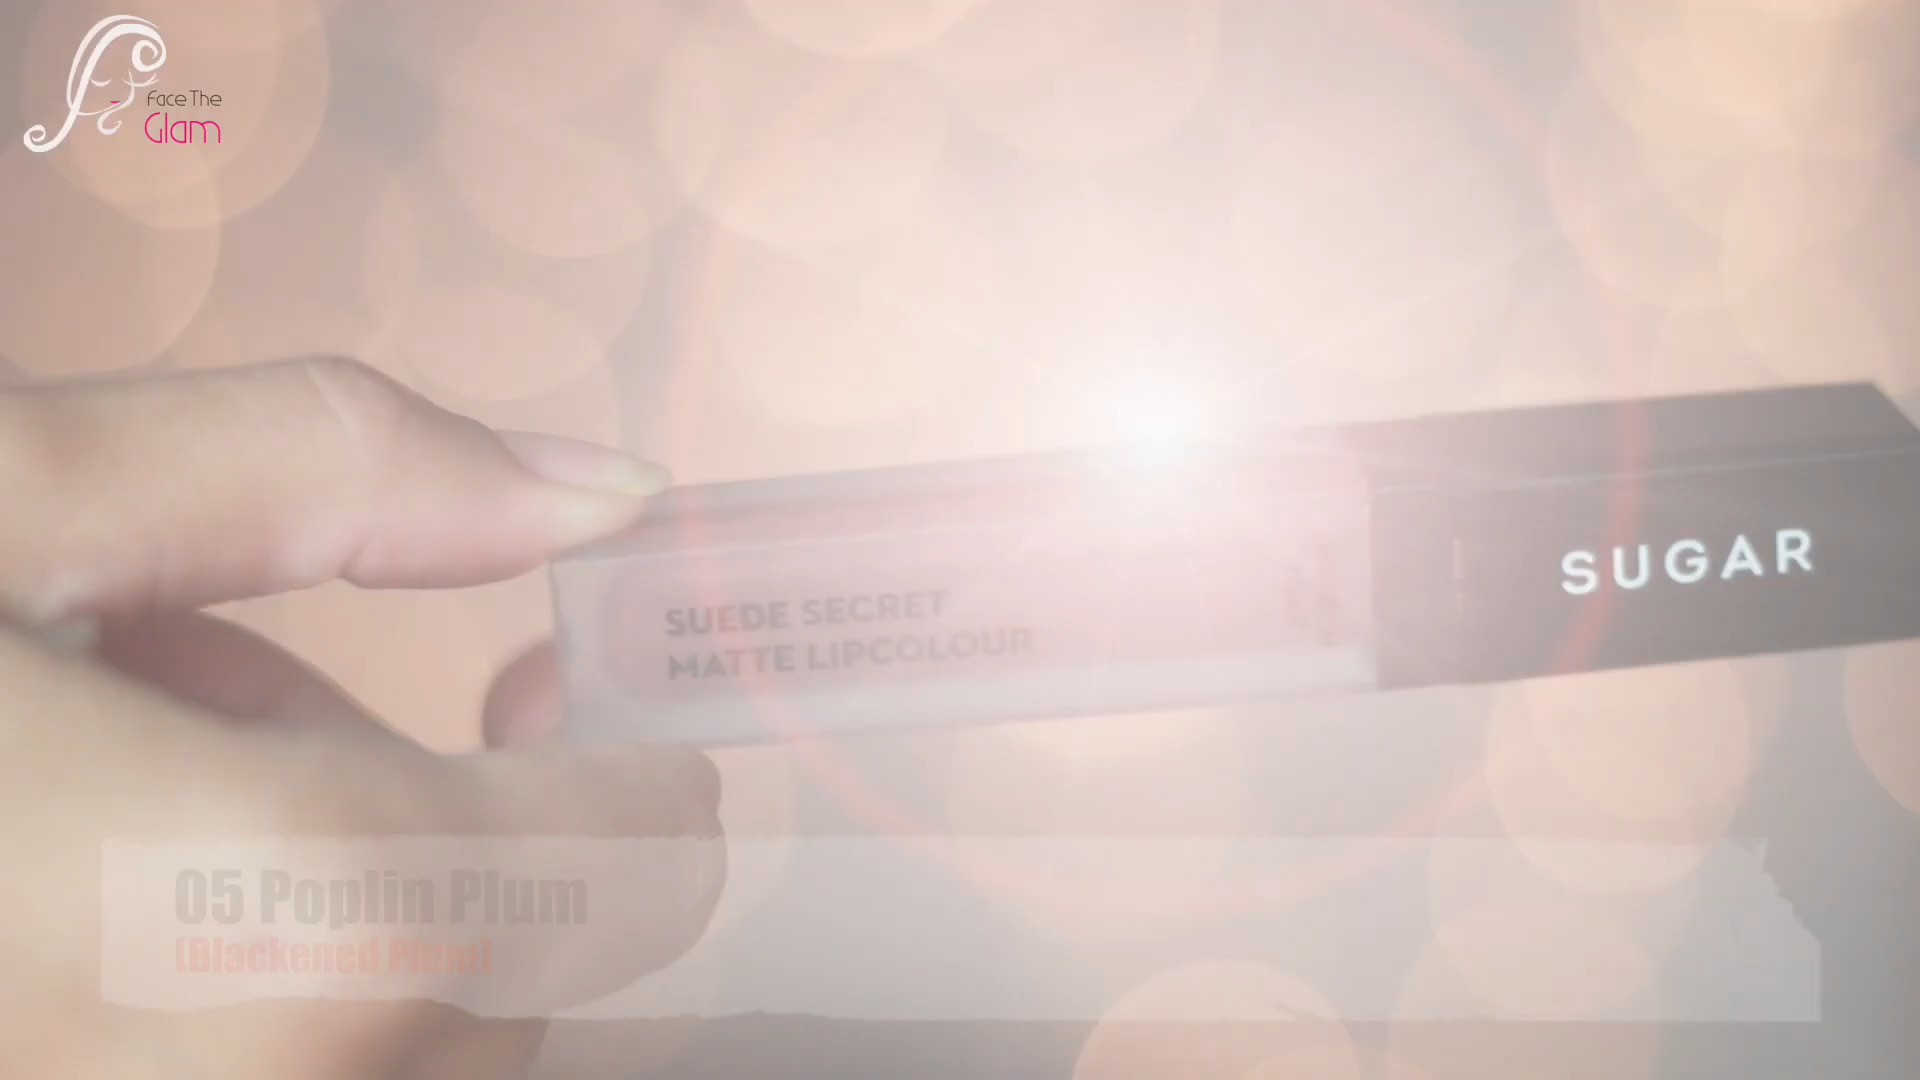 Face The
Glam
SUGAR
SUEDE SECRET
MATTE LIPCOLOUR
05 Poplin Plum
(Blackened Plum)